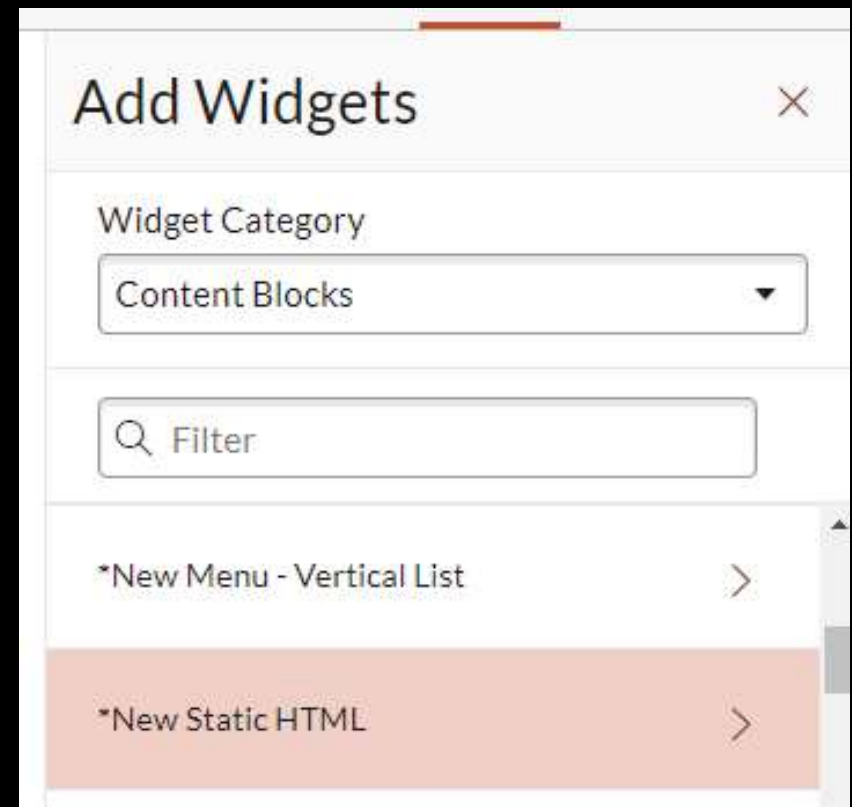 Add Widgets
Widget Category
Content Blocks
Filter
*New Menu - Vertical List
*New Static HTML